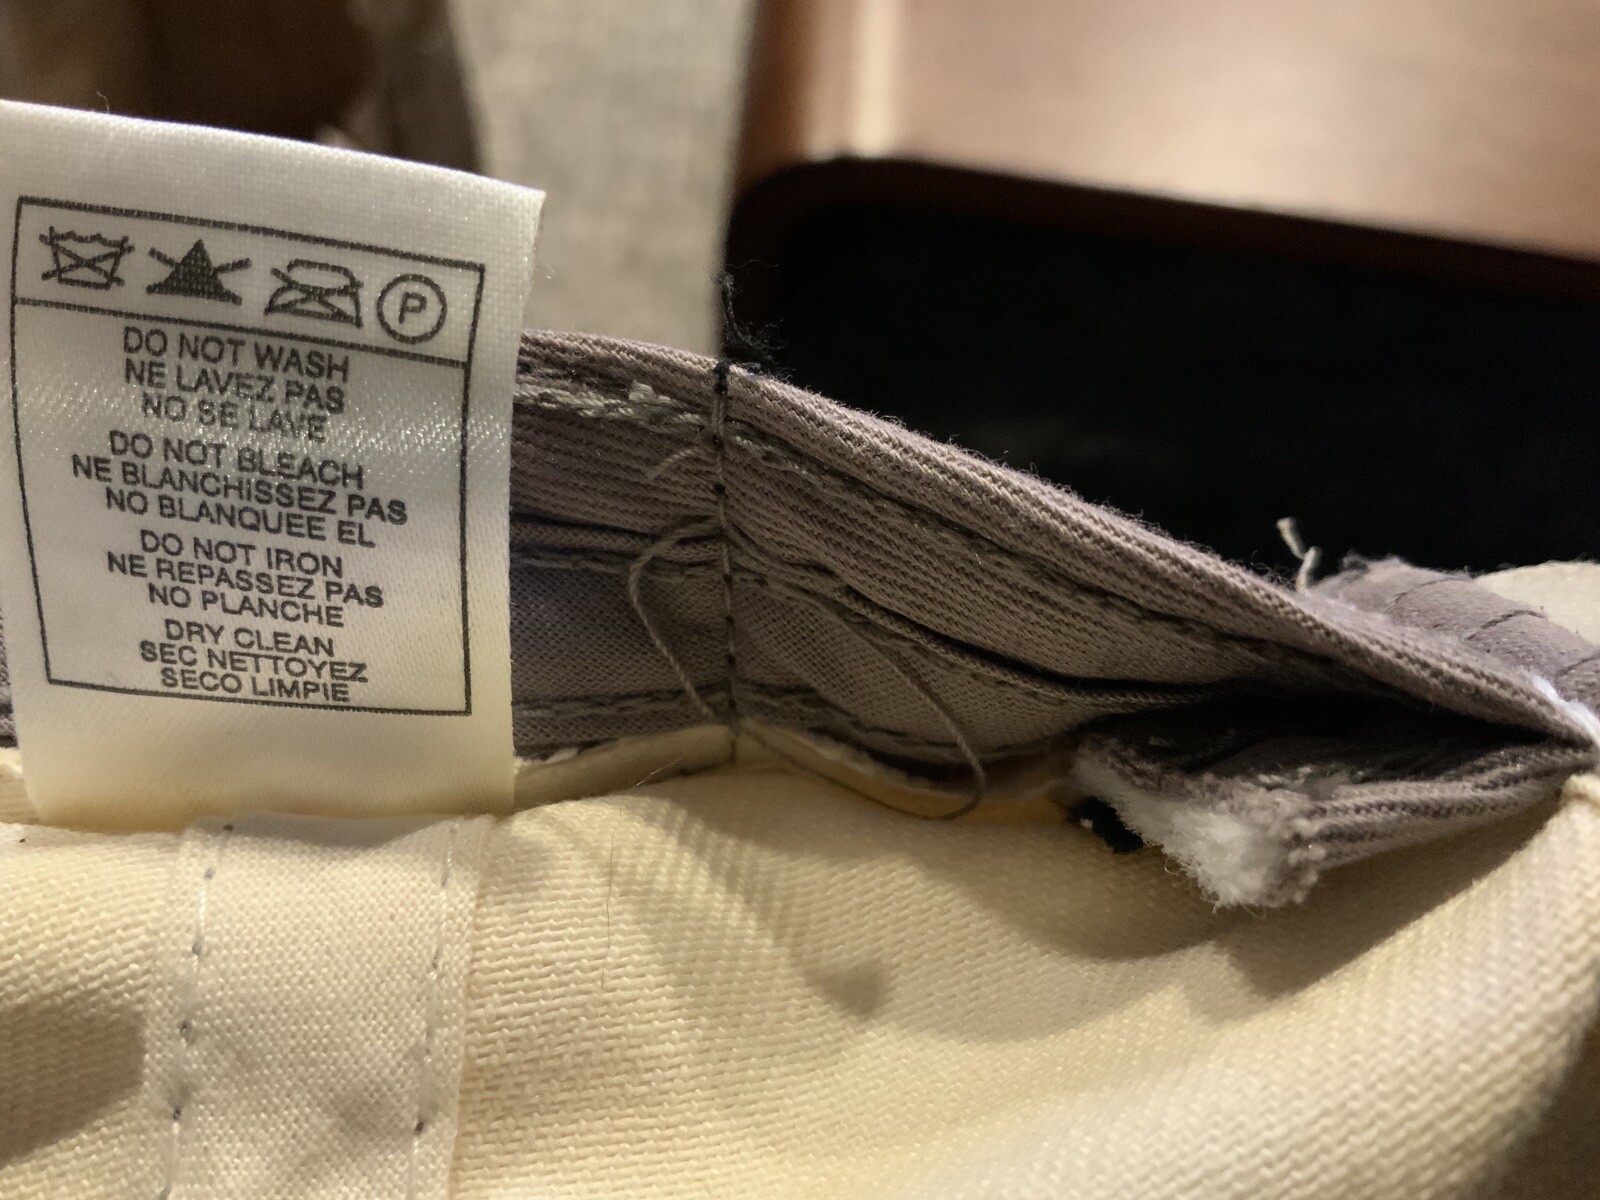 P
DO NOT WASH
NE LAVEZ PAS
NO SE LAVE
DO NOT BLEACH
NE BLANCHISSEZ PAS
NO BLANQUEE EL
DO NOT IRON
NE REPASSEZ PAS
NO PLANCHE
DRY CLEAN
SEC NETTOYEZ
SECO LIMPIE